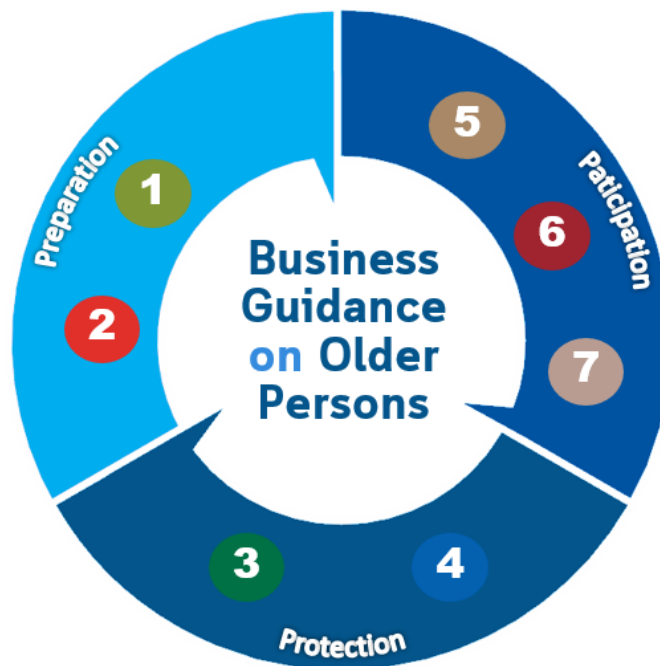 Preparation
1
2
Business
Guidance
on Older
Persons
3
4
Protection
5
6
7
Paticipation